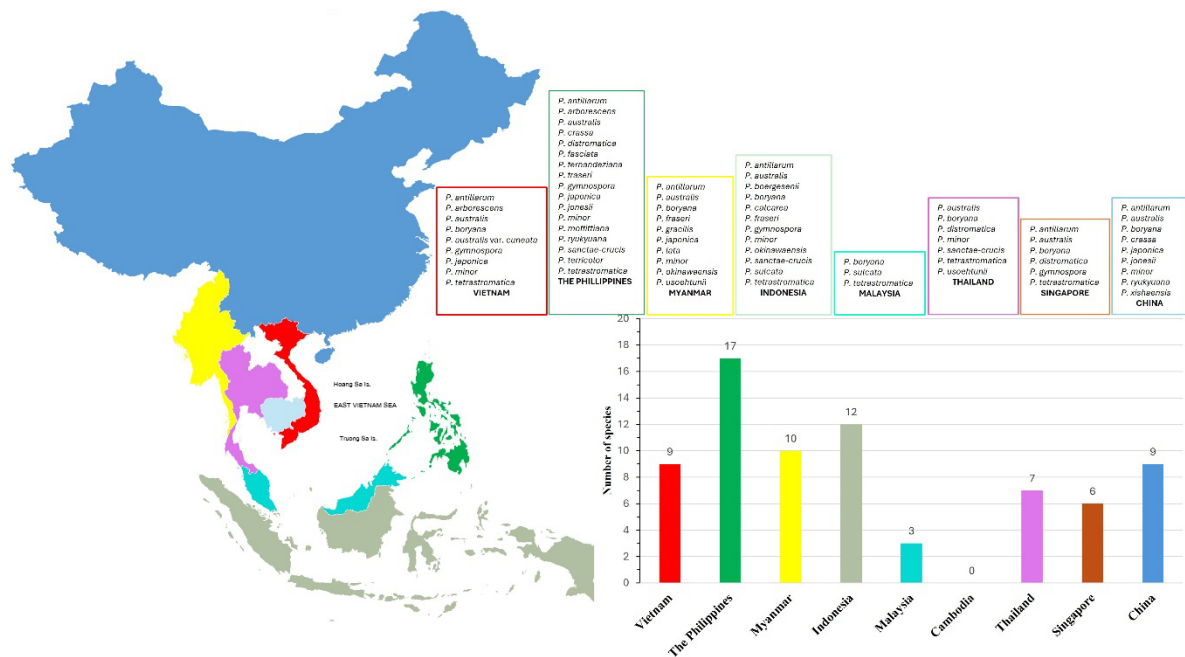 P. antillarum
P. arborescens
P. australis
P. boryana
P. australis var. cuneata
P. gymnospora
P. japonica
P. minor
P. tetrastromatica
VIETNAM
P. antillarum
P. arborescens
P. australis
P. crassa
P. distromatica
P. fasciata
P. fernandeziana
P. fraseri
P. gymnospora
P. japonica
P. jonesii
P. minor
P. moffittiana
P. ryukyuana
P. sanctae-crucis
P. terricolor
P. tetrastromatica
THE PHILLIPPINES
P. antillarum
P. australis
P. boryana
P. fraseri
P. gracilis
P. japonica
P. lata
P. minor
P. okinawaensis
P. usoehtunii
MYANMAR
P. antillarum
P. australis
P. boergesenii
P. boryana
P. calcarea
P. fraseri
P. gymnospora
P. minor
P. okinawaensis
P. sanctae-crucis
P. sulcata
P. tetrastromatica
INDONESIA
P. boryana
P. sulcata
P. tetrastromatica
MALAYSIA
P. australis
P. boryana
P. distromatica
P. minor
P. sanctae-crucis
P. tetrastromatica
P. usoehtunii
THAILAND
P. antillarum
P. australis
P. boryana
P. distromatica
P. gymnospora
P. tetrastromatica
SINGAPORE
P. antillarum
P. australis
P. boryana
P. crassa
P. japonica
P. jonesii
P. minor
P. ryukyuana
P. xishaensis
CHINA
Hoang Sa Is.
EAST VIETNAM SEA
Truong Sa Is.
Number of species
20
18
16
14
12
10
8
6
4
2
0
9
17
10
12
3
0
7
6
9
Vietnam
The Philippines
Myanmar
Indonesia
Malaysia
Cambodia
Thailand
Singapore
China